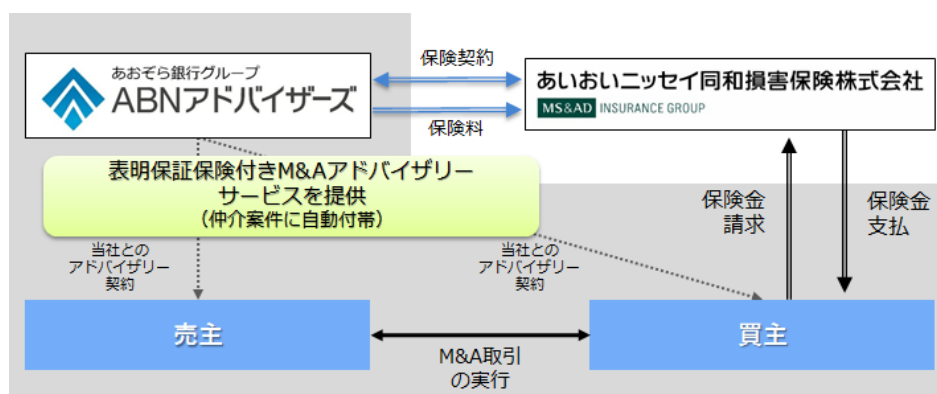 あおぞら銀行グループ
ABNアドバイザーズ
保険契約
保険料
あいおいニッセイ同和損害保険株式会社
MS&AD INSURANCE GROUP
表明保証保険付きM&Aアドバイザリー
サービスを提供
（仲介案件に自動付帯）
保険金
請求
保険金
支払
当社との
アドバイザリー
契約
当社との
アドバイザリー
契約
売主
買主
M&A取引
の実行